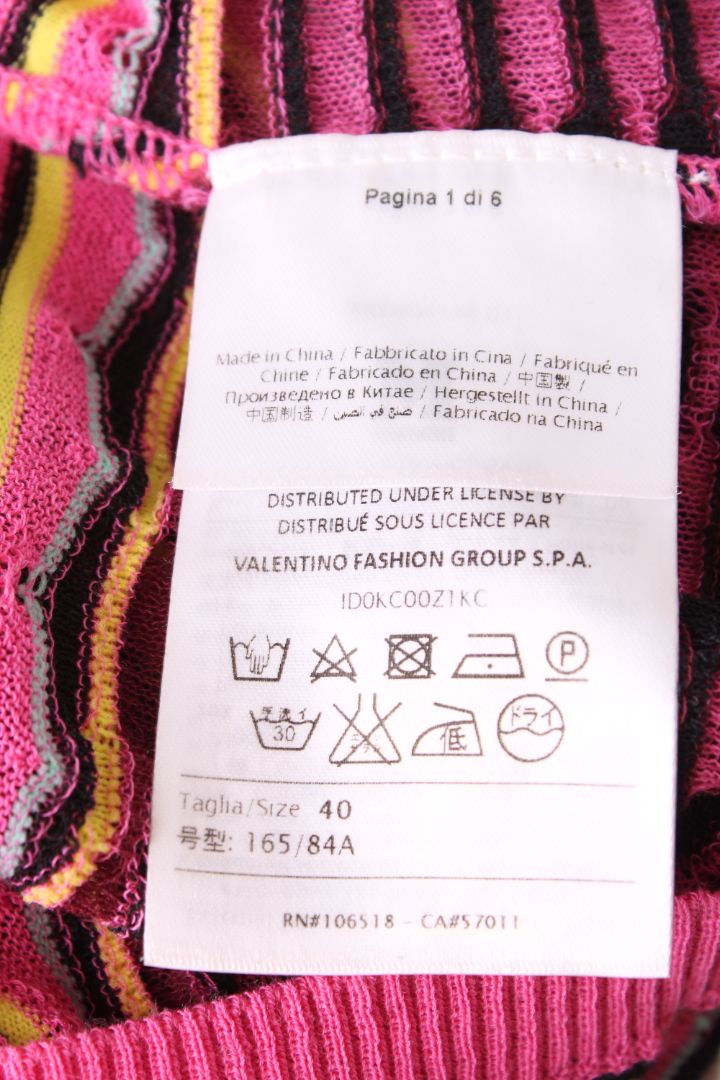 Pagina 1 di 6
Made in China / Fabbricato in Cina / Fabriqué en
Chine / Fabricado en China / 中国製 /
Произведено в Китае / Hergestellt in China /
中国制造 / صنع في الصين / Fabricado na China
DISTRIBUTED UNDER LICENSE BY
DISTRIBUÉ SOUS LICENCE PAR
VALENTINO FASHION GROUP S.P.A.
ID0KC00Z1KC
P
手洗イ 30 低 ドライ
Taglia/Size 40
号型: 165/84A
RN#106518 - CA#57011